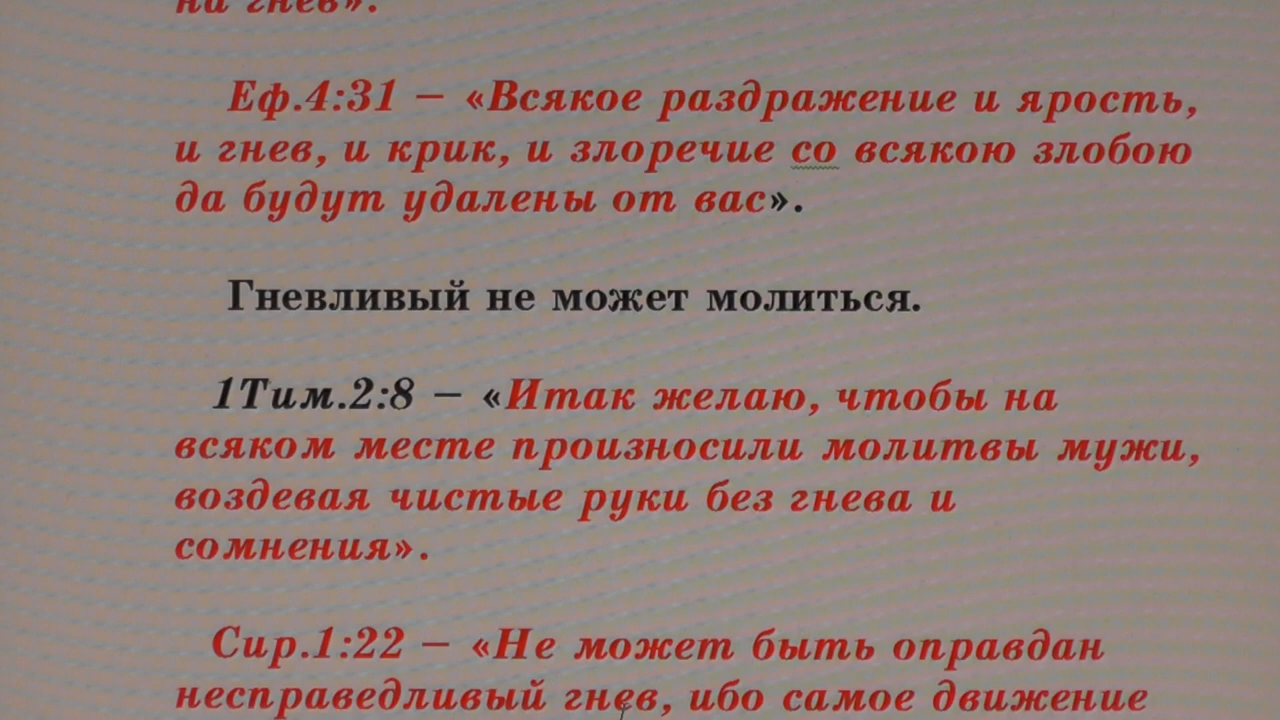 на гнев».
Еф.4:31 – «Всякое раздражение и ярость,
и гнев, и крик, и злоречие со всякою злобою
да будут удалены от вас».
Гневливый не может молиться.
1Тим.2:8 – «Итак желаю, чтобы на
всяком месте произносили молитвы мужи,
воздевая чистые руки без гнева и
сомнения».
Сир.1:22 – «Не может быть оправдан
несправедливый гнев, ибо самое движение